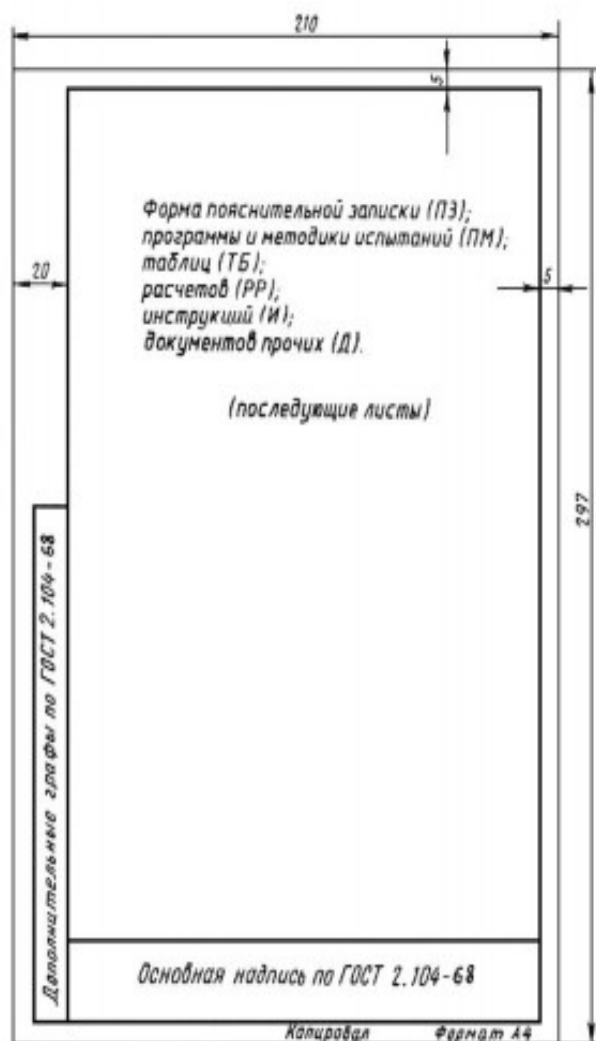 210
5
Форма пояснительной записки (ПЗ);
программы и методики испытаний (ПМ);
таблиц (ТБ);
20
5
расчетов (РР);
инструкций (И);
документов прочих (Д).
(последующие листы)
297
Дополнительные графы по ГОСТ 2.104-68
Основная надпись по ГОСТ 2.104-68
Копировал Формат А4